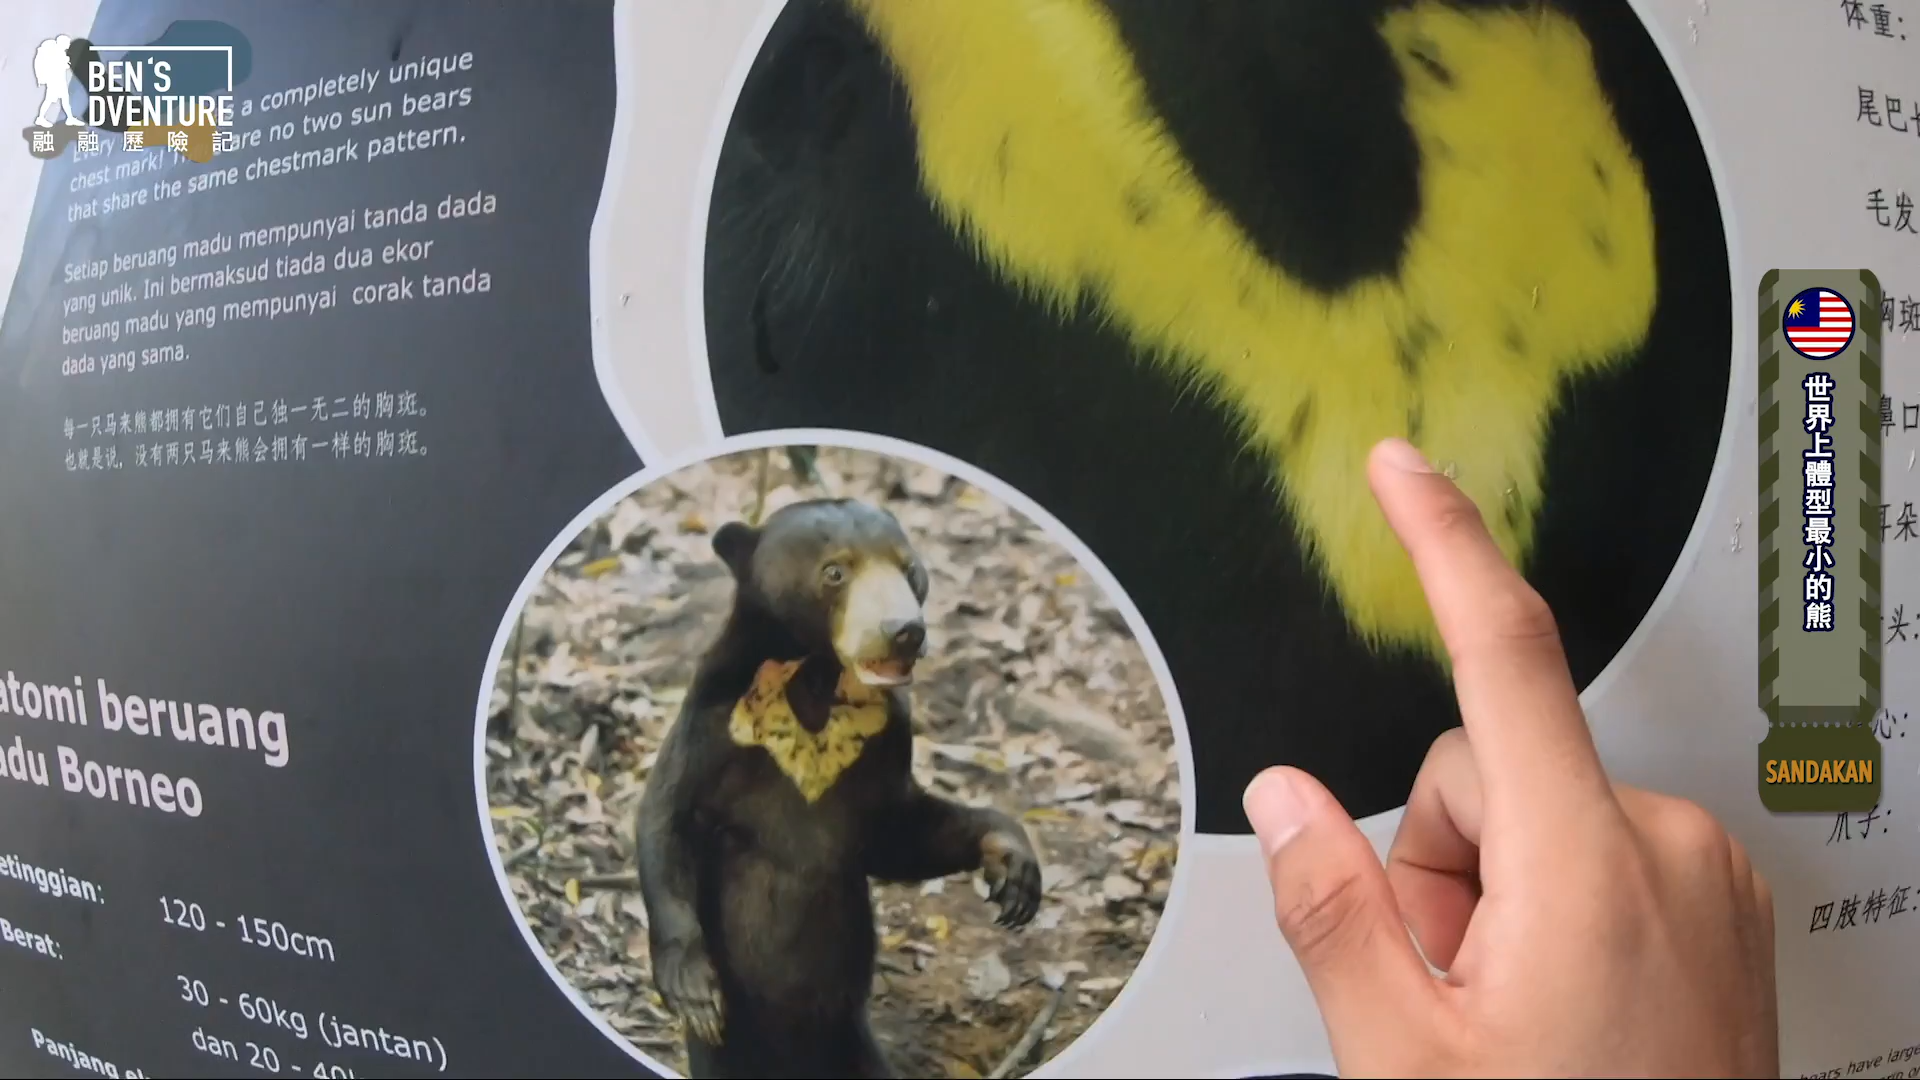 BEN'S
DVENTURE
融融歷險記
a completely unique
Every
are no two sun bears
chest mark!
that share the same chestmark pattern.
Setiap beruang madu mempunyai tanda dada
yang unik. Ini bermaksud tiada dua ekor
beruang madu yang mempunyai corak tanda
dada yang sama.
每一只马来熊都拥有它们自己独一无二的胸斑。
也就是说，没有两只马来熊会拥有一样的胸斑。
atomi beruang
adu Borneo
etinggian:
120 - 150cm
Berat:
30 - 60kg (jantan)
dan 20 -
Panjang
体重:
尾巴
毛发
胸斑
鼻口
耳朵
头:
心:
爪子:
四肢特征:
世界上體型最小的熊
SANDAKAN
bears have large